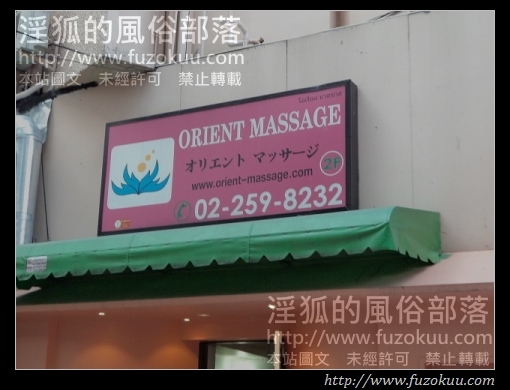 淫狐的風俗部落
http://www.fuzokuu.com
本站圖文 未經許可 禁止轉載
ORIENT MASSAGE
オリエント マッサージ
2F
www.orient-massage.com
02-259-8232
淫狐的風俗部落
http://www.fuzokuu.com
本站圖文 未經許可 禁止轉載
http://www.fuzokuu.com